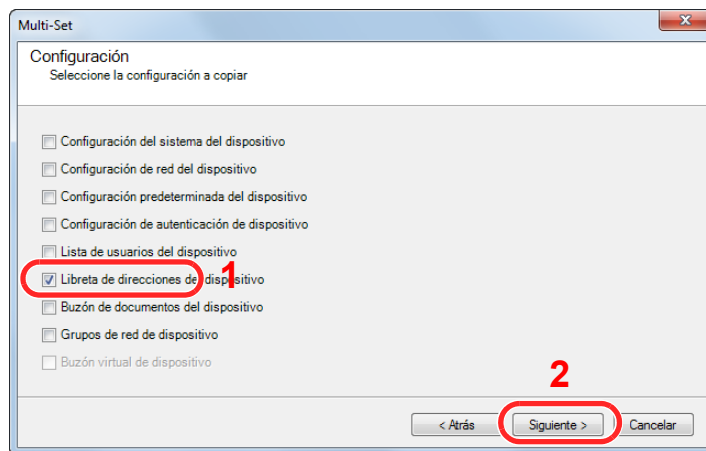 Multi-Set
Configuración
Seleccione la configuración a copiar
Configuración del sistema del dispositivo
Configuración de red del dispositivo
Configuración predeterminada del dispositivo
Configuración de autenticación de dispositivo
Lista de usuarios del dispositivo
Libreta de direcciones del dispositivo
1
Buzón de documentos del dispositivo
Grupos de red de dispositivo
Buzón virtual de dispositivo
2
< Atrás Siguiente > Cancelar